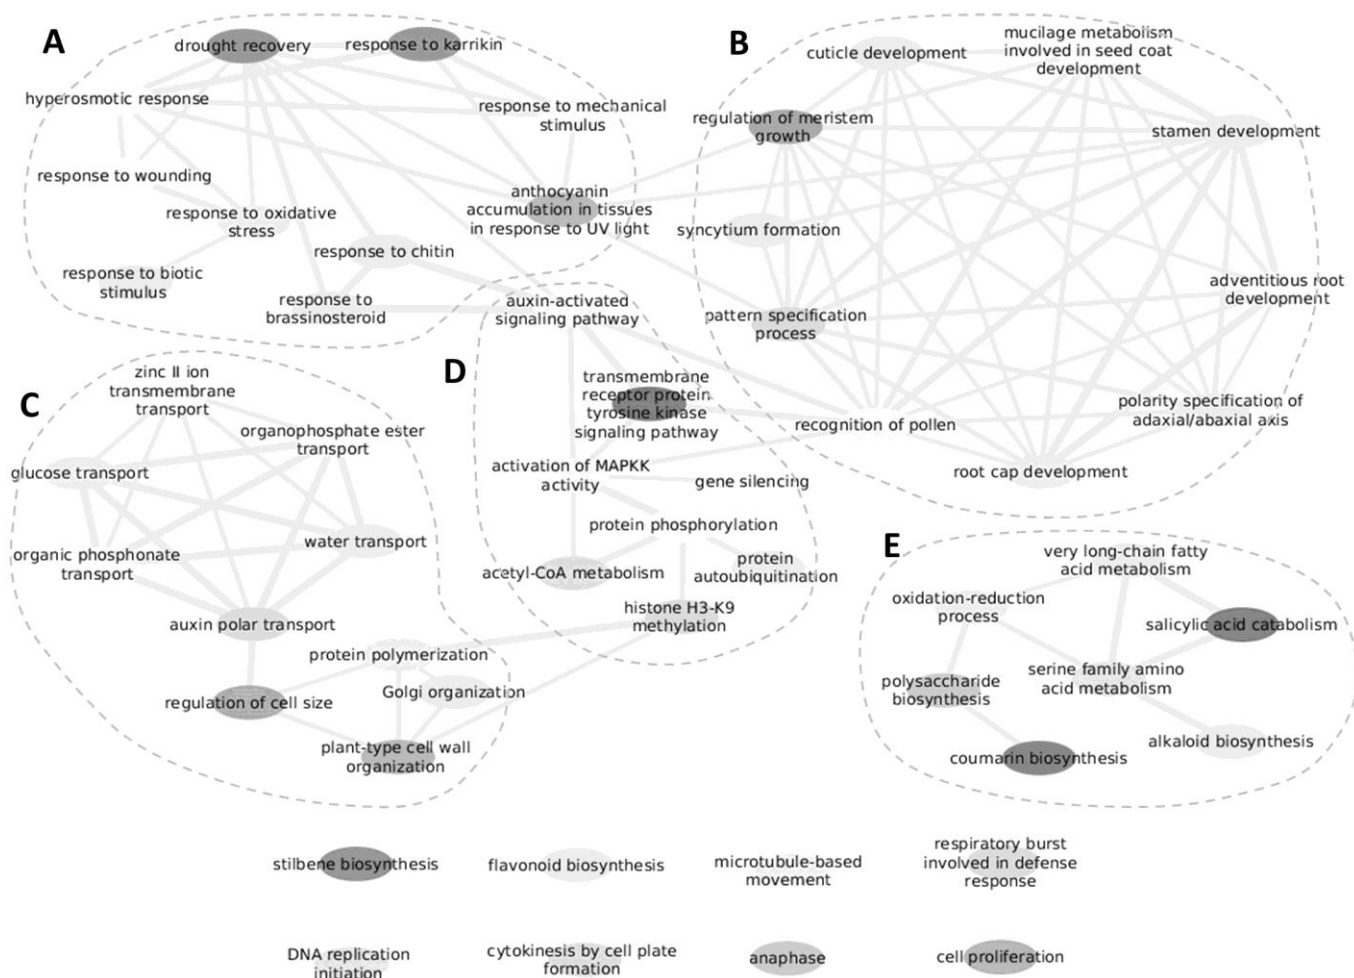 A
drought recovery
response to karrikin
hyperosmotic response
response to mechanical
stimulus
response to wounding
anthocyanin
accumulation in tissues
in response to UV light
response to oxidative
stress
response to chitin
response to biotic
stimulus
response to
brassinosteroid
B
cuticle development
mucilage metabolism
involved in seed coat
development
regulation of meristem
growth
stamen development
syncytium formation
adventitious root
development
pattern specification
process
polarity specification of
adaxial/abaxial axis
recognition of pollen
root cap development
C
zinc II ion
transmembrane
transport
organophosphate ester
transport
glucose transport
water transport
organic phosphonate
transport
auxin polar transport
protein polymerization
Golgi organization
regulation of cell size
plant-type cell wall
organization
D
auxin-activated
signaling pathway
transmembrane
receptor protein
tyrosine kinase
signaling pathway
activation of MAPKK
activity
gene silencing
protein phosphorylation
acetyl-CoA metabolism
protein
autoubiquitination
histone H3-K9
methylation
E
very long-chain fatty
acid metabolism
oxidation-reduction
process
salicylic acid catabolism
serine family amino
acid metabolism
polysaccharide
biosynthesis
alkaloid biosynthesis
coumarin biosynthesis
stilbene biosynthesis
flavonoid biosynthesis
microtubule-based
movement
respiratory burst
involved in defense
response
DNA replication
initiation
cytokinesis by cell plate
formation
anaphase
cell proliferation